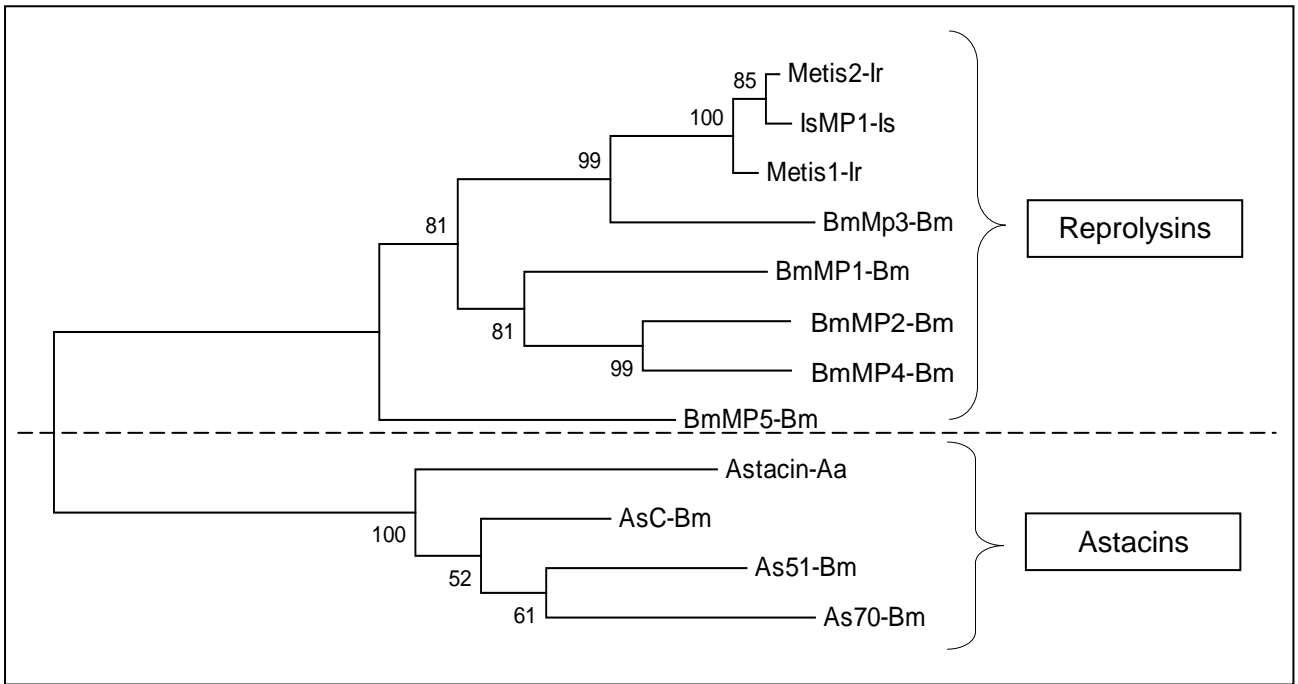 Metis2-Ir
85
IsMP1-Is
100
Metis1-Ir
99
BmMp3-Bm
Reprolysins
81
BmMP1-Bm
BmMP2-Bm
81
BmMP4-Bm
99
BmMP5-Bm
Astacin-Aa
AsC-Bm
100
Astacins
As51-Bm
52
61
As70-Bm